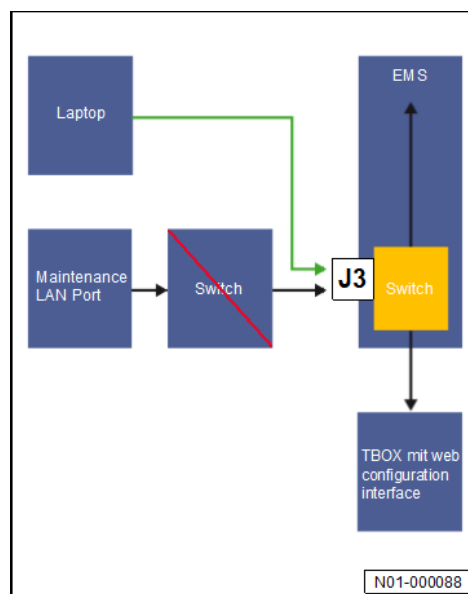 EMS
Laptop
Maintenance
LAN Port
Switch
J3
Switch
TBOX mit web
configuration
interface
N01-000088